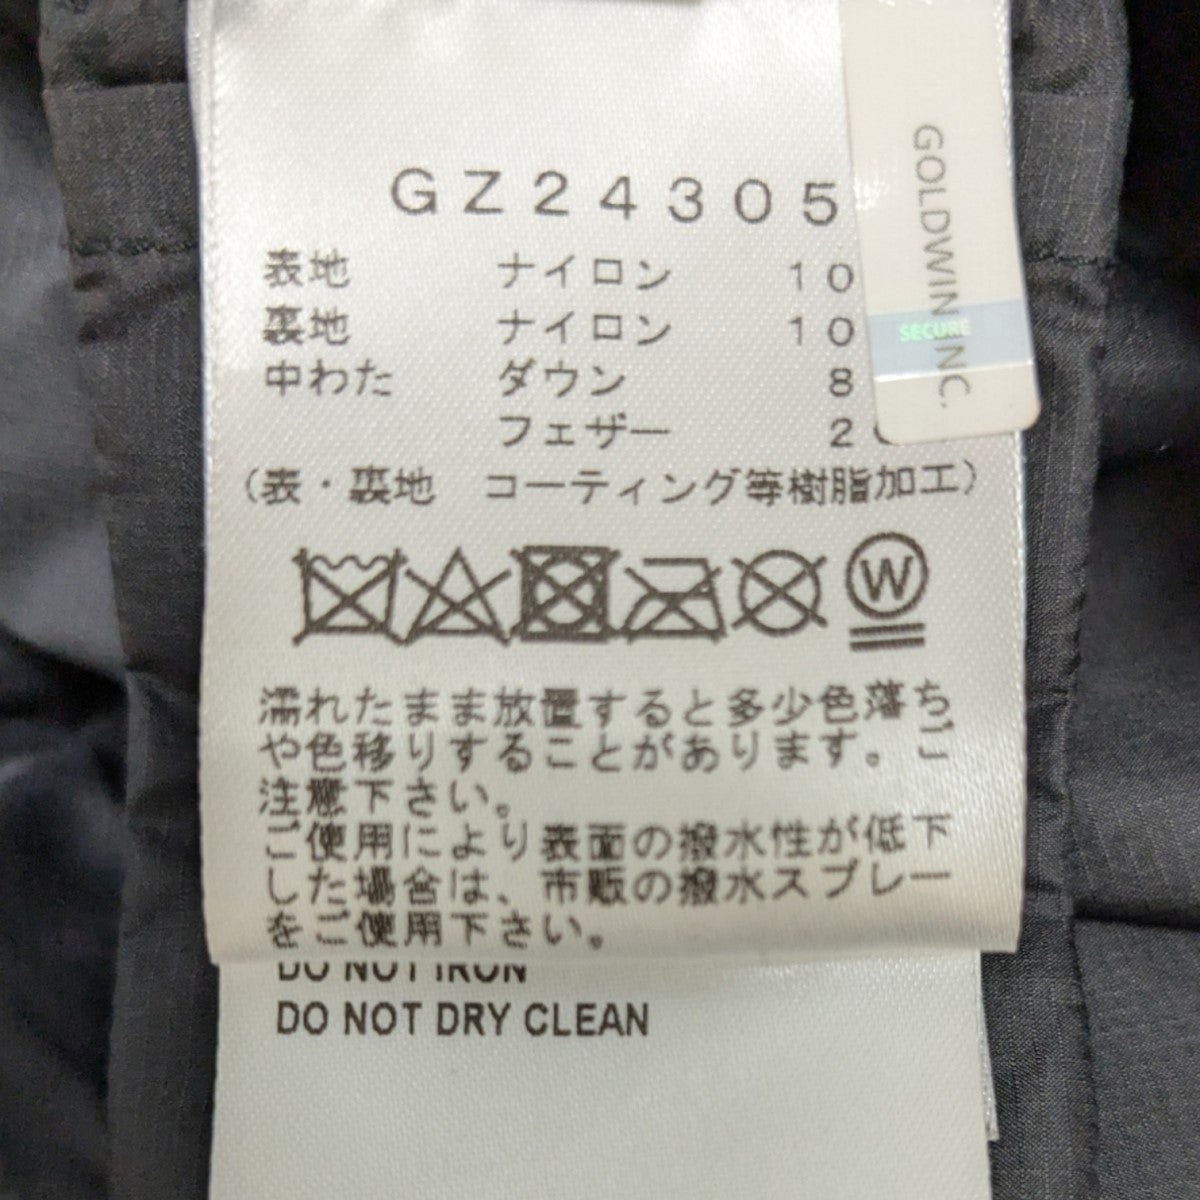 GZ24305
表地 ナイロン 10
裏地 ナイロン 10
中わた ダウン 8
フェザー 2
(表・裏地 コーティング等樹脂加工)
W
濡れたまま放置すると多少色落ち
や色移りすることがあります。ご
注意下さい。
ご使用により表面の撥水性が低下
した場合は、市販の撥水スプレー
をご使用下さい。
DO NOT IRON
DO NOT DRY CLEAN
GOLDWIN INC.
SECURE